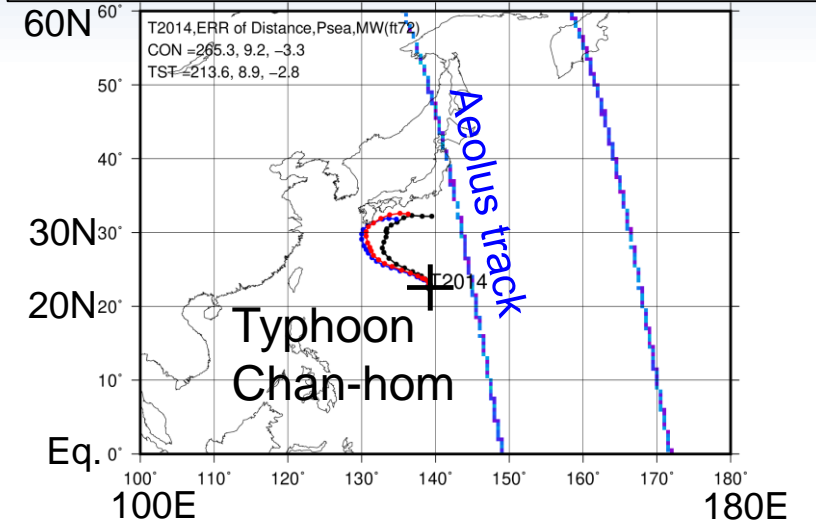 60N
60°
T2014,ERR of Distance,Psea,MW(ft72)
CON =265.3, 9.2, −3.3
TST =213.6, 8.9, −2.8
50°
40°
30N
30°
20N
20°
10°
Eq.
0°
Aeolus track
T2014
Typhoon
Chan-hom
100° 110° 120° 130° 140° 150° 160° 170° 180°
100E 180E